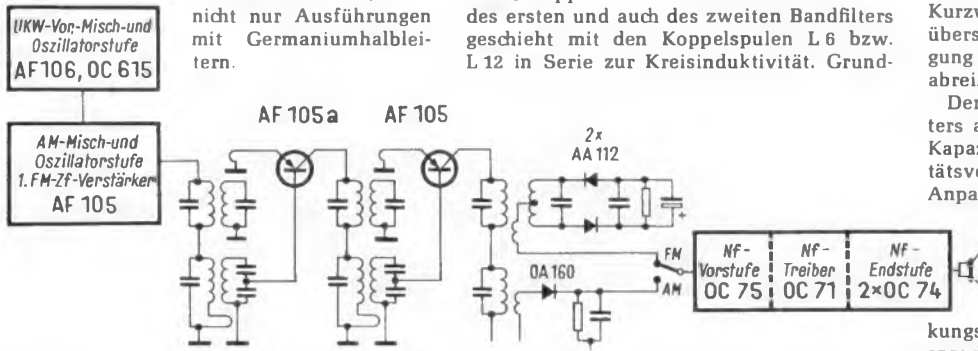 nicht nur Ausführungen
mit Germaniumhalblei-
tern.
des ersten und auch des zweiten Bandfilters
geschieht mit den Koppelspulen L 6 bzw.
L 12 in Serie zur Kreisinduktivität. Grund-
Kurzw
übers
gung
abrei
Der
ters a
Kapaz
tätsvo
Anpa
UKW-Vor-Misch-und
Oszillatorstufe
AF106, OC 615
AM-Misch-und
Oszillatorstufe
1. FM-Zf-Verstärker
AF 105
AF 105a
AF 105
2x
AA 112
OA 160
FM
AM
+
Nf-
Vorstufe
OC 75
Nf-
Treiber
OC 71
Nf-
Endstufe
2×OC 74
kungs